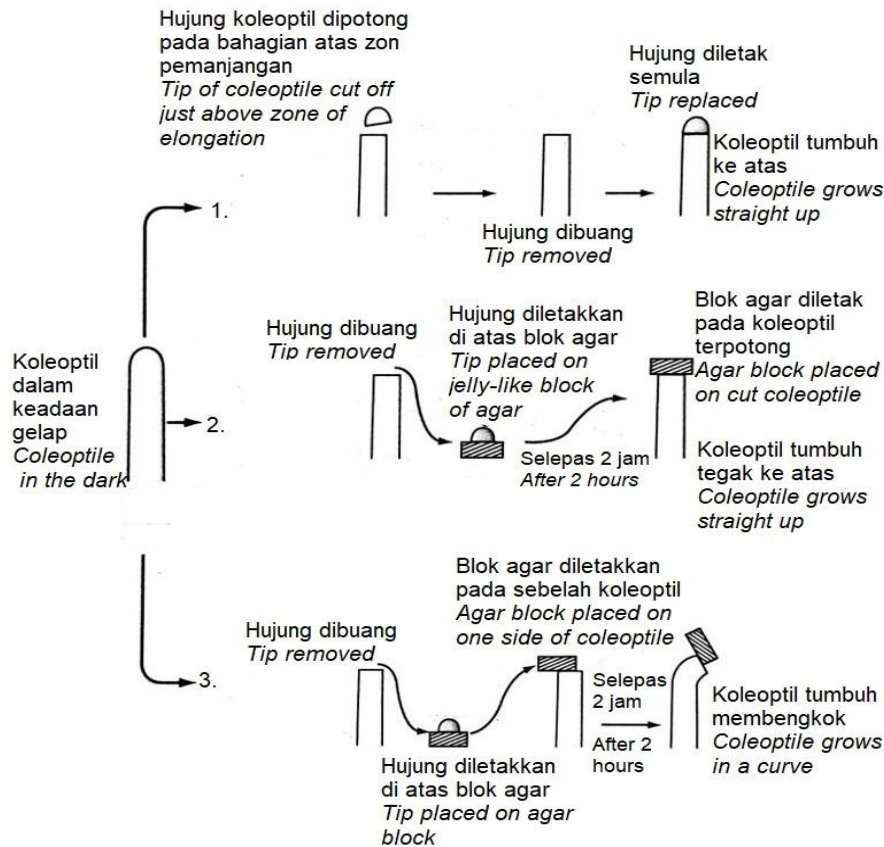 Hujung koleoptil dipotong
pada bahagian atas zon
pemanjangan
Tip of coleoptile cut off
just above zone of
elongation
Hujung diletak
semula
Tip replaced
Koleoptil tumbuh
ke atas
Coleoptile grows
straight up
1.
Hujung dibuang
Tip removed
Koleoptil
dalam
keadaan
gelap
Coleoptile
in the dark
2.
Hujung dibuang
Tip removed
Hujung diletakkan
di atas blok agar
Tip placed on
jelly-like block
of agar
Selepas 2 jam
After 2 hours
Blok agar diletak
pada koleoptil
terpotong
Agar block placed
on cut coleoptile
Koleoptil tumbuh
tegak ke atas
Coleoptile grows
straight up
3.
Hujung dibuang
Tip removed
Hujung diletakkan
di atas blok agar
Tip placed on agar
block
Blok agar diletakkan
pada sebelah koleoptil
Agar block placed on
one side of coleoptile
Selepas
2 jam
After 2
hours
Koleoptil tumbuh
membengkok
Coleoptile grows
in a curve